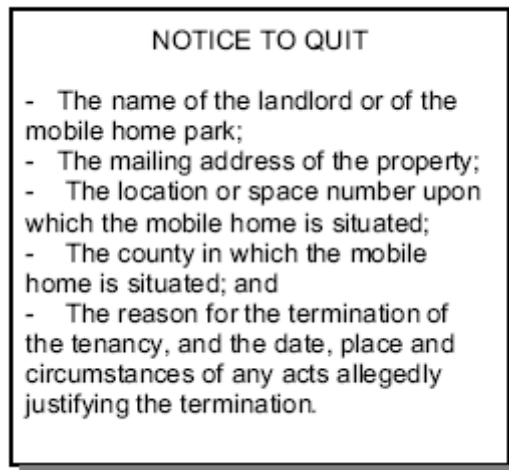 NOTICE TO QUIT
- The name of the landlord or of the
mobile home park;
- The mailing address of the property;
- The location or space number upon
which the mobile home is situated;
- The county in which the mobile
home is situated; and
- The reason for the termination of
the tenancy, and the date, place and
circumstances of any acts allegedly
justifying the termination.